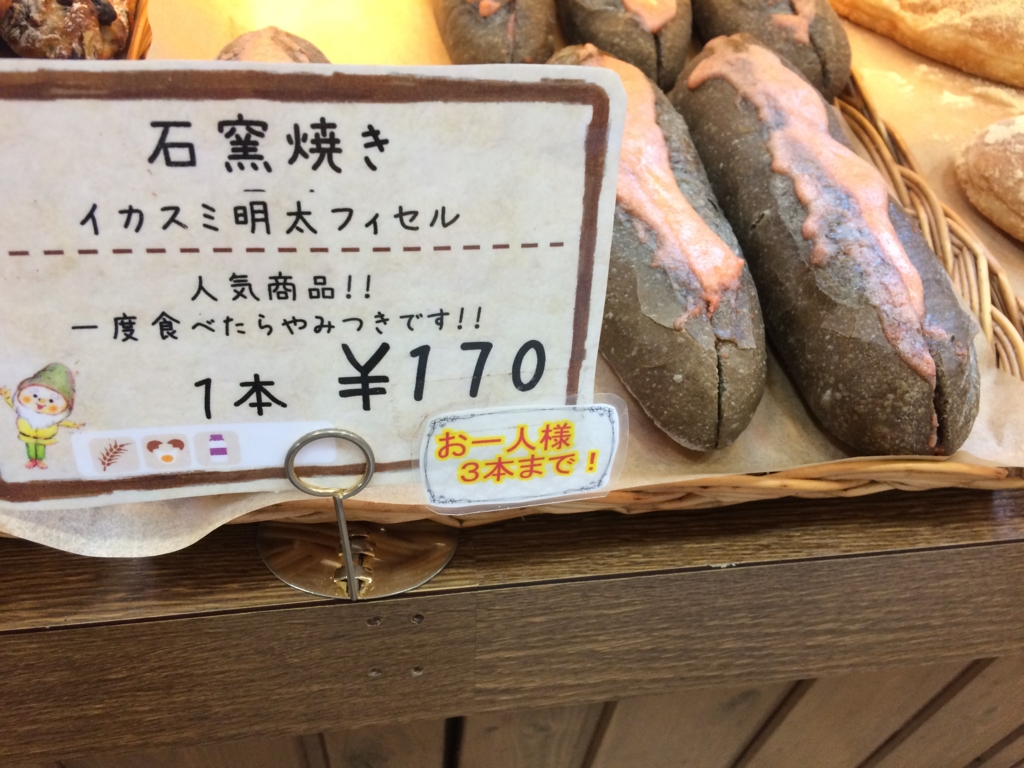 石窯焼き
イカスミ明太フィセル
人気商品!!
一度食べたらやみつきです!!
1本 ¥170
お一人様
3本まで!